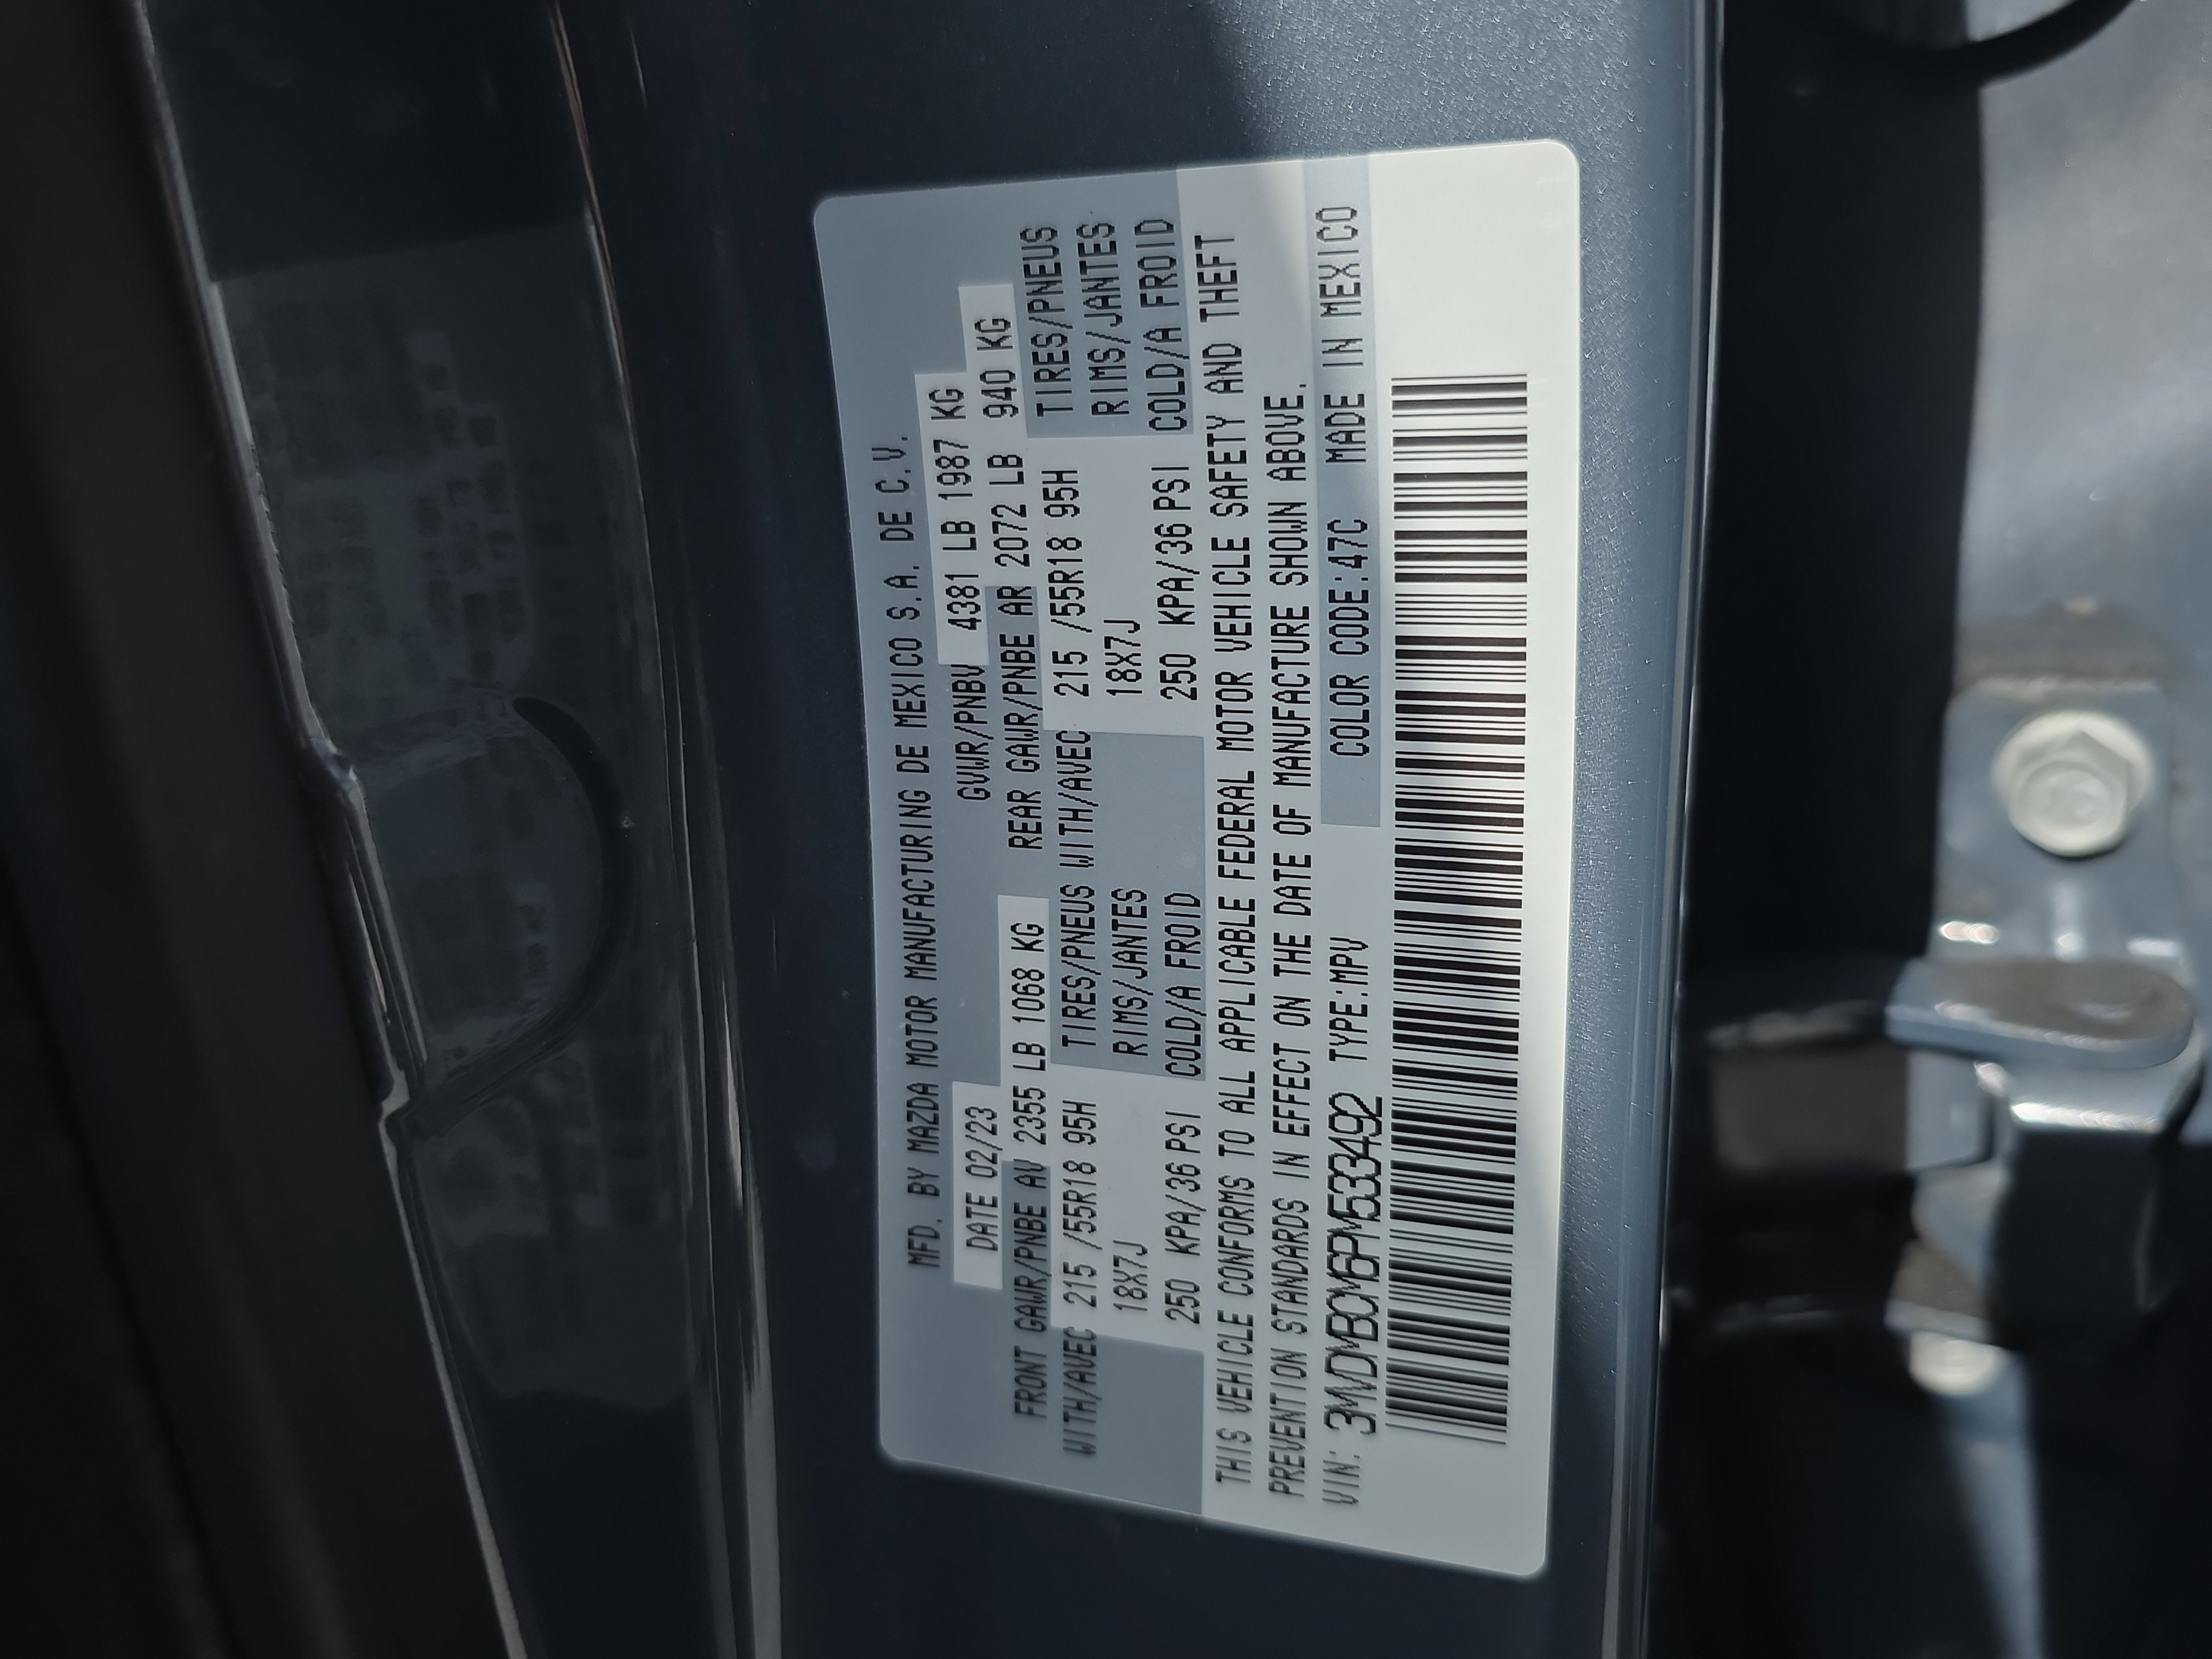 MFD. BY MAZDA MOTOR MANUFACTURING DE MEXICO S.A. DE C.V.
DATE 02/23 GVWR/PNBV 4381 LB 1987 KG
FRONT GAWR/PNBE AV 2355 LB 1068 KG REAR GAWR/PNBE AR 2072 LB 940 KG
WITH/AVEC 215 /55R18 95H TIRES/PNEUS WITH/AVEC 215 /55R18 95H TIRES/PNEUS
18X7J RIMS/JANTES 18X7J RIMS/JANTES
250 KPA/36 PSI COLD/A FROID 250 KPA/36 PSI COLD/A FROID
THIS VEHICLE CONFORMS TO ALL APPLICABLE FEDERAL MOTOR VEHICLE SAFETY AND THEFT
PREVENTION STANDARDS IN EFFECT ON THE DATE OF MANUFACTURE SHOWN ABOVE.
VIN: 3MVDMBCM6PM533492 TYPE:MPV COLOR CODE:47C MADE IN MEXICO